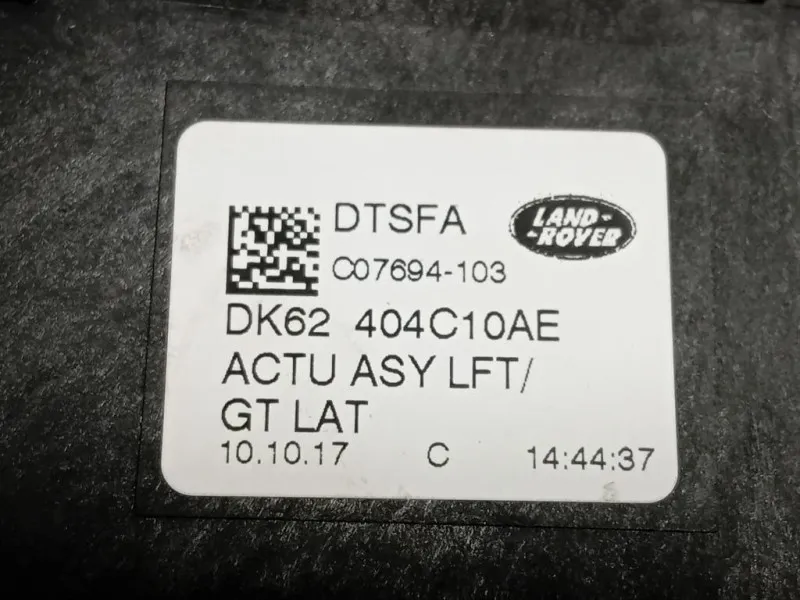 DTSFA
LAND-
-ROVER
C07694-103
DK62 404C10AE
ACTU ASY LFT/
GT LAT
10.10.17 C 14:44:37